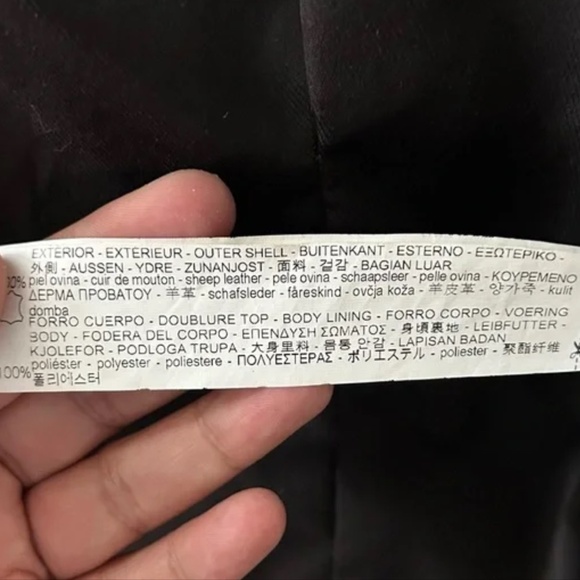 EXTERIOR - EXTÉRIEUR - OUTER SHELL - BUITENKANT - ESTERNO - ΕΞΩΤΕΡΙΚΟ -
外側 - AUSSEN - YDRE - ZUNANJOST - 面料 - 겉감 - BAGIAN LUAR
piel ovina - cuir de mouton - sheep leather - pele ovina - schaapsleer - pelle ovina - ΚΟΥΡΕΜΕΝΟ
ΔΕΡΜΑ ΠΡΟΒΑΤΟΥ - 羊革 - schafsleder - fåreskind - ovčja koža - 羊皮革 - 양가죽 - kulit
domba
FORRO CUERPO - DOUBLURE TOP - BODY LINING - FORRO CORPO - VOERING
BODY - FODERA DEL CORPO - ΕΠΕΝΔΥΣΗ ΣΩΜΑΤΟΣ - 身頃裏地 - LEIBFUTTER -
KJOLEFOR - PODLOGA TRUPA - 大身里料 - 몸통 안감 - LAPISAN BADAN
100% poliéster - polyester - poliestere - ΠΟΛΥΕΣΤΕΡΑΣ - ポリエステル - poliester - 聚酯纤维
폴리에스터